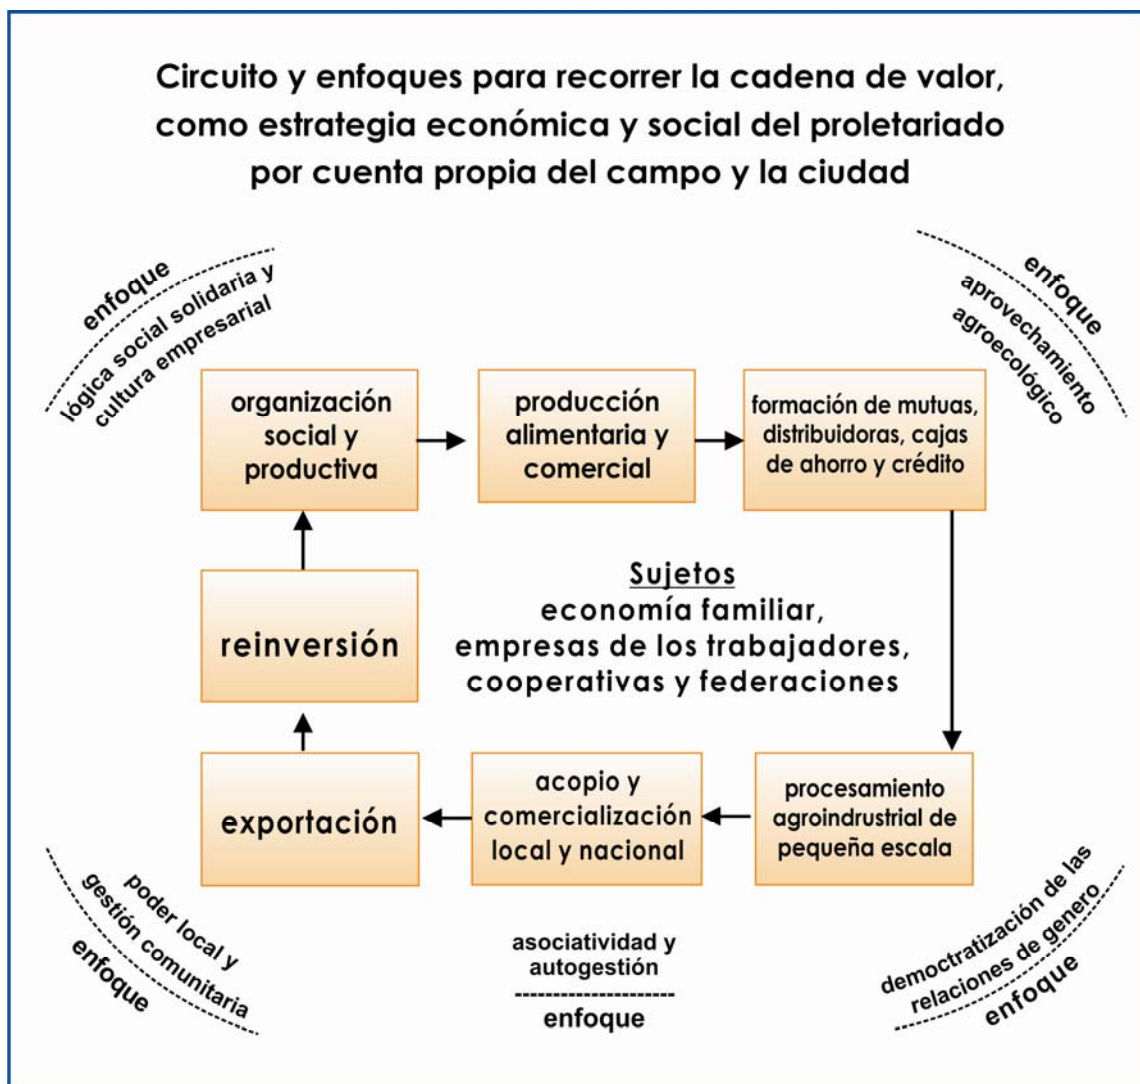 Circuito y enfoques para recorrer la cadena de valor,
como estrategia económica y social del proletariado
por cuenta propia del campo y la ciudad
enfoque
lógica social solidaria y
cultura empresarial
enfoque
aprovechamiento
agroecológico
organización
social y
productiva
producción
alimentaria y
comercial
formación de mutuas,
distribuidoras, cajas
de ahorro y crédito
reinversión
Sujetos
economía familiar,
empresas de los trabajadores,
cooperativas y federaciones
exportación
acopio y
comercialización
local y nacional
procesamiento
agroindrustrial de
pequeña escala
poder local y
gestión comunitaria
enfoque
asociatividad y
autogestión
enfoque
democratización de las
relaciones de genero
enfoque